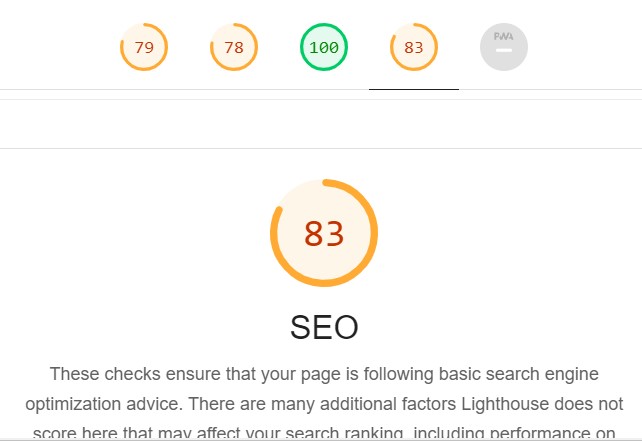 79 78 100 83 PWA
83
SEO
These checks ensure that your page is following basic search engine
optimization advice. There are many additional factors Lighthouse does not
score here that may affect your search ranking, including performance on